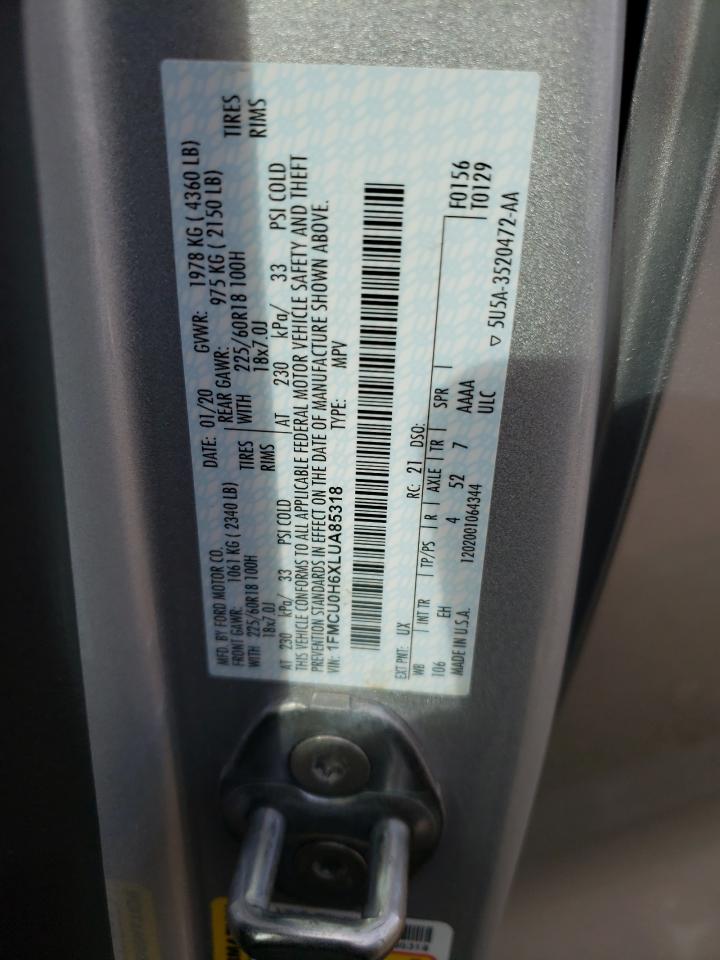 MFD. BY FORD MOTOR CO. DATE: 01/20 GVWR: 1978 KG ( 4360 LB)
FRONT GAWR: 1061 KG ( 2340 LB) REAR GAWR: 975 KG ( 2150 LB)
WITH 225/60R18 100H TIRES WITH 225/60R18 100H TIRES
18x7.0J RIMS 18x7.0J RIMS
AT 230 kPa/ 33 PSI COLD AT 230 kPa/ 33 PSI COLD
THIS VEHICLE CONFORMS TO ALL APPLICABLE FEDERAL MOTOR VEHICLE SAFETY AND THEFT
PREVENTION STANDARDS IN EFFECT ON THE DATE OF MANUFACTURE SHOWN ABOVE.
VIN: 1FMCU0H6XLUA85318 TYPE: MPV
EXT PNT: UX RC: 21 DSO: F0156
WB INT TR TP/PS R AXLE TR SPR T0129
106 EH 4 52 7 AAAA
MADE IN U.S.A. 1202001064344 ULC
▽ 5U5A-3520472-AA